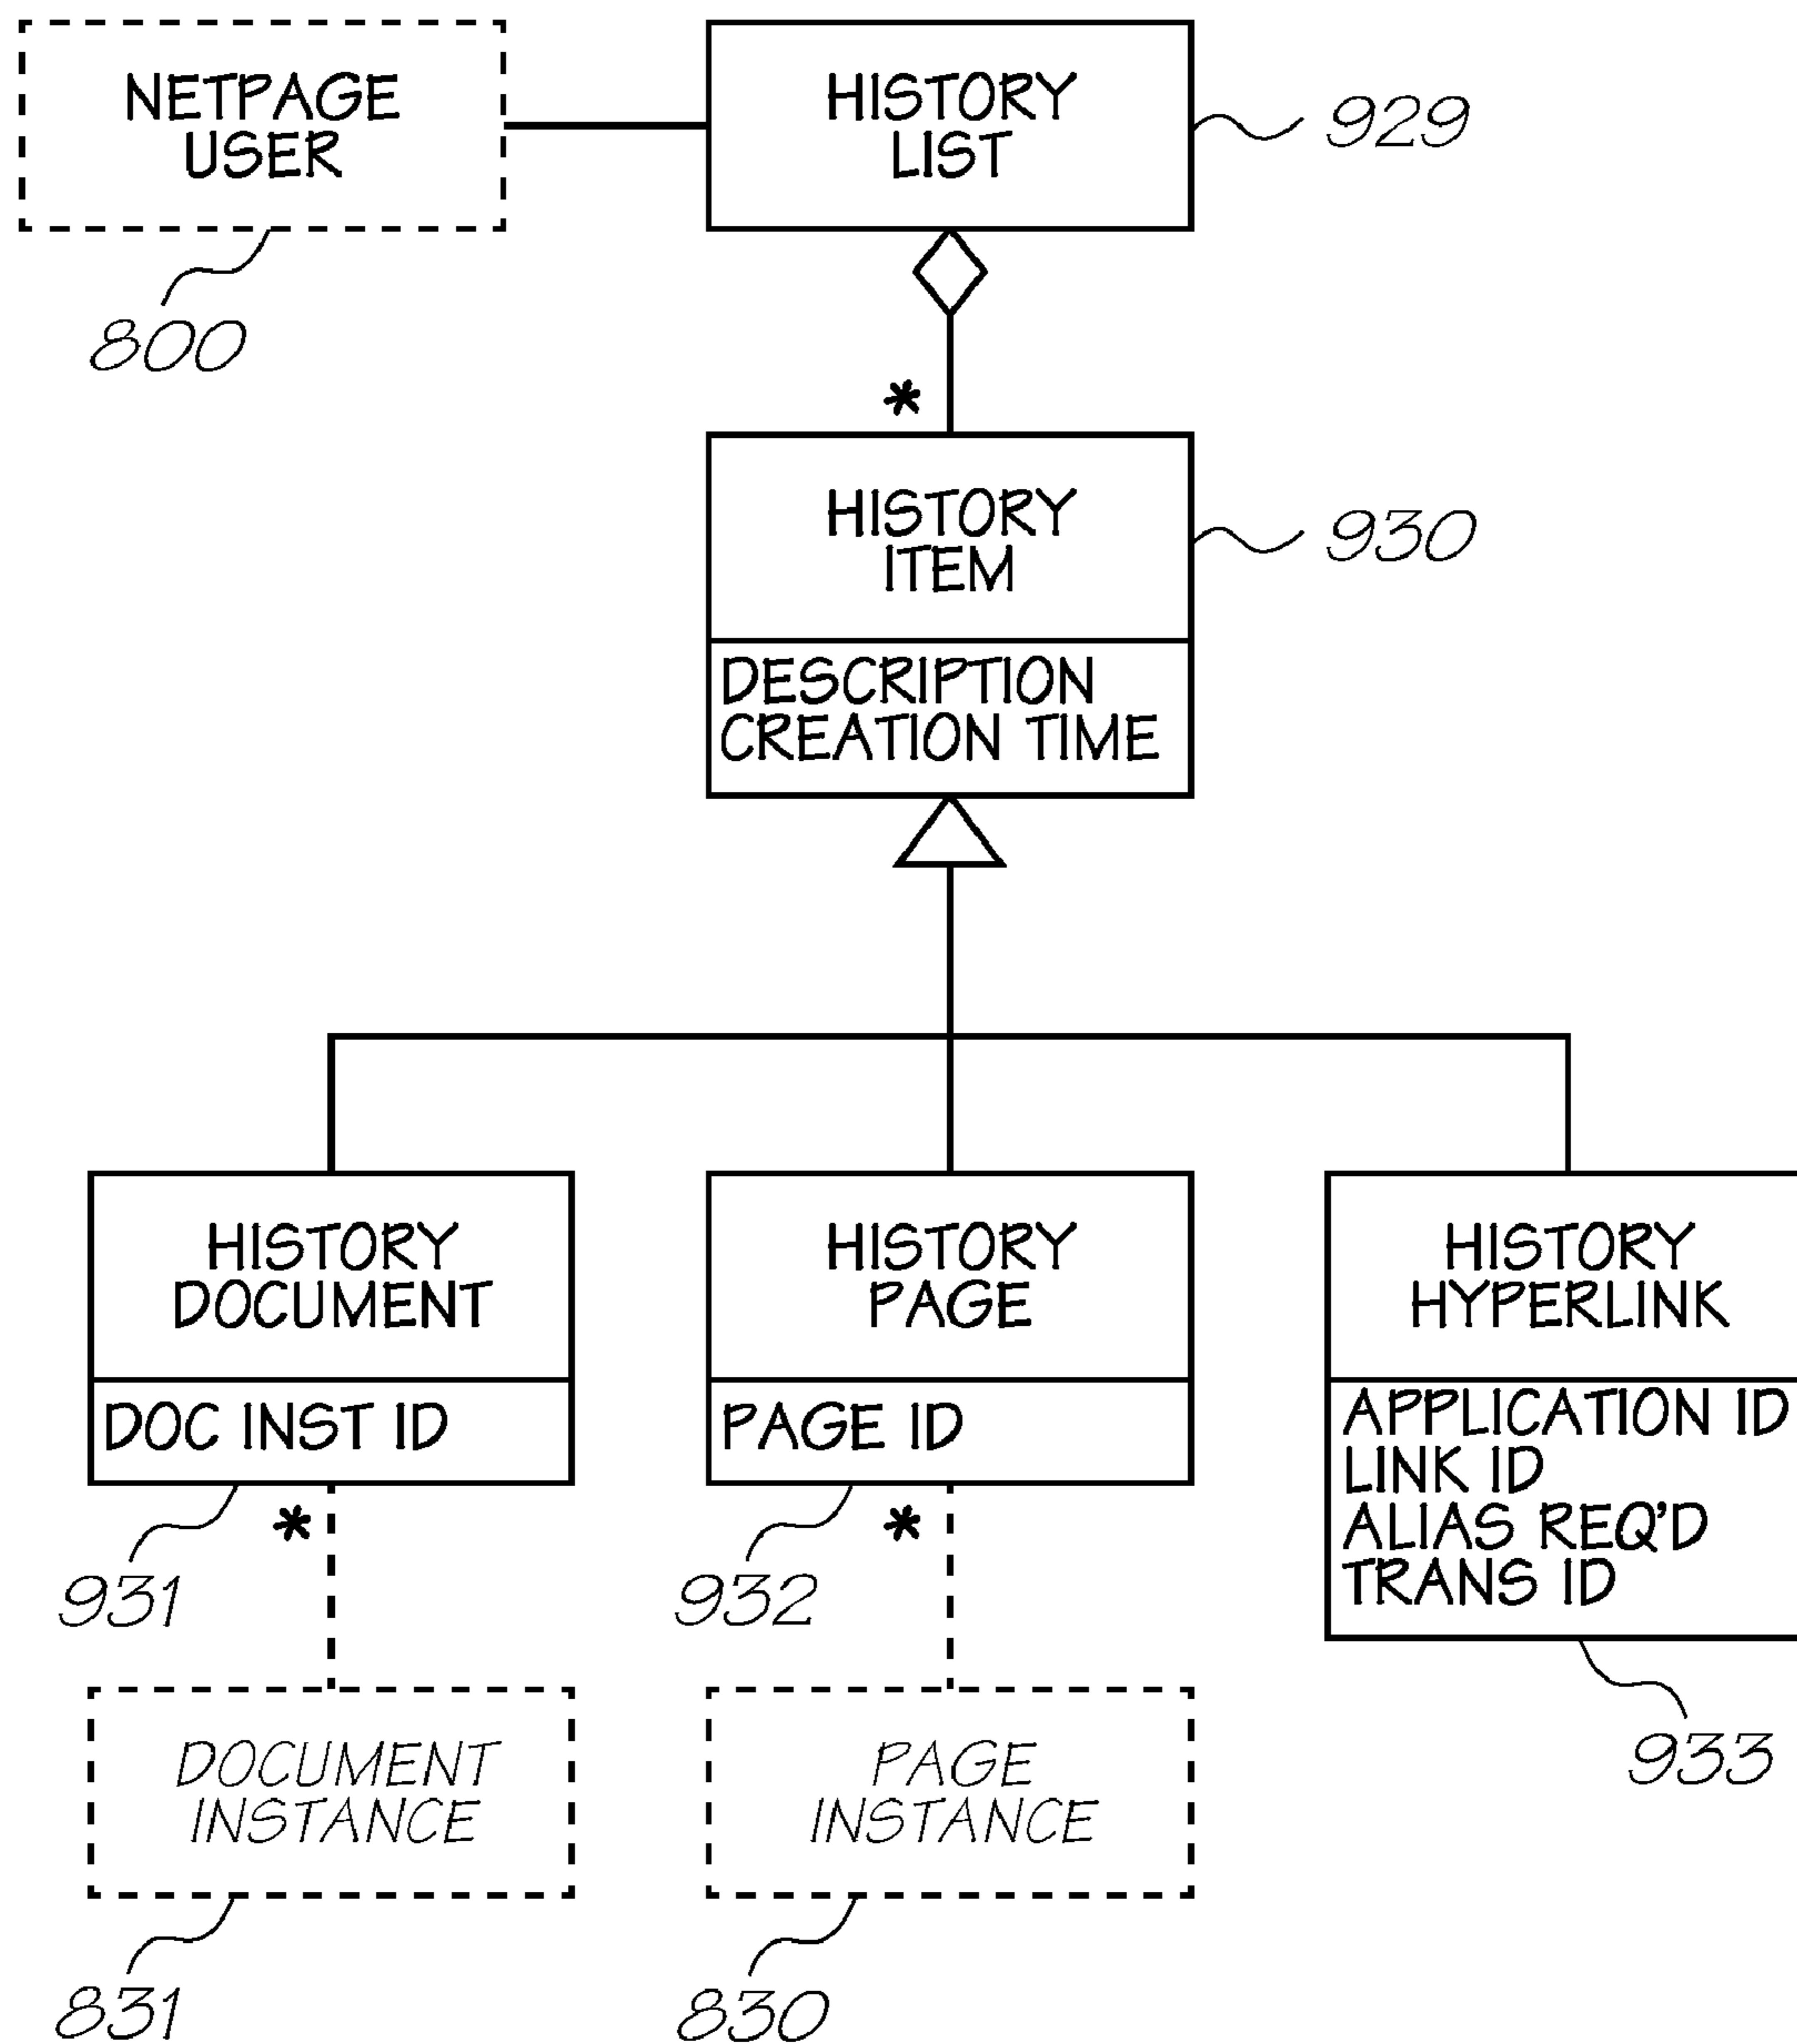 NETPAGE
USER
800
HISTORY
LIST
929
*
HISTORY
ITEM
930
DESCRIPTION
CREATION TIME
HISTORY
DOCUMENT
DOC INST ID
931
*
HISTORY
PAGE
PAGE ID
932
*
HISTORY
HYPERLINK
APPLICATION ID
LINK ID
ALIAS REQ'D
TRANS ID
933
DOCUMENT
INSTANCE
831
PAGE
INSTANCE
830